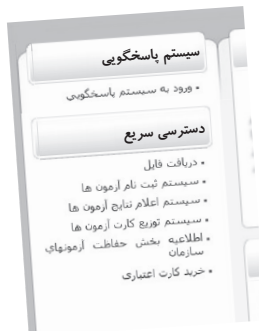 سیستم پاسخگویی
• ورود به سیستم پاسخگویی
دسترسی سریع
• دریافت فایل
• سیستم ثبت نام آزمون ها
• سیستم اعلام نتایج آزمون ها
• سیستم توزیع کارت آزمون ها
• اطلاعیه بخش حفاظت آزمونهای
سازمان
• خرید کارت اعتباری